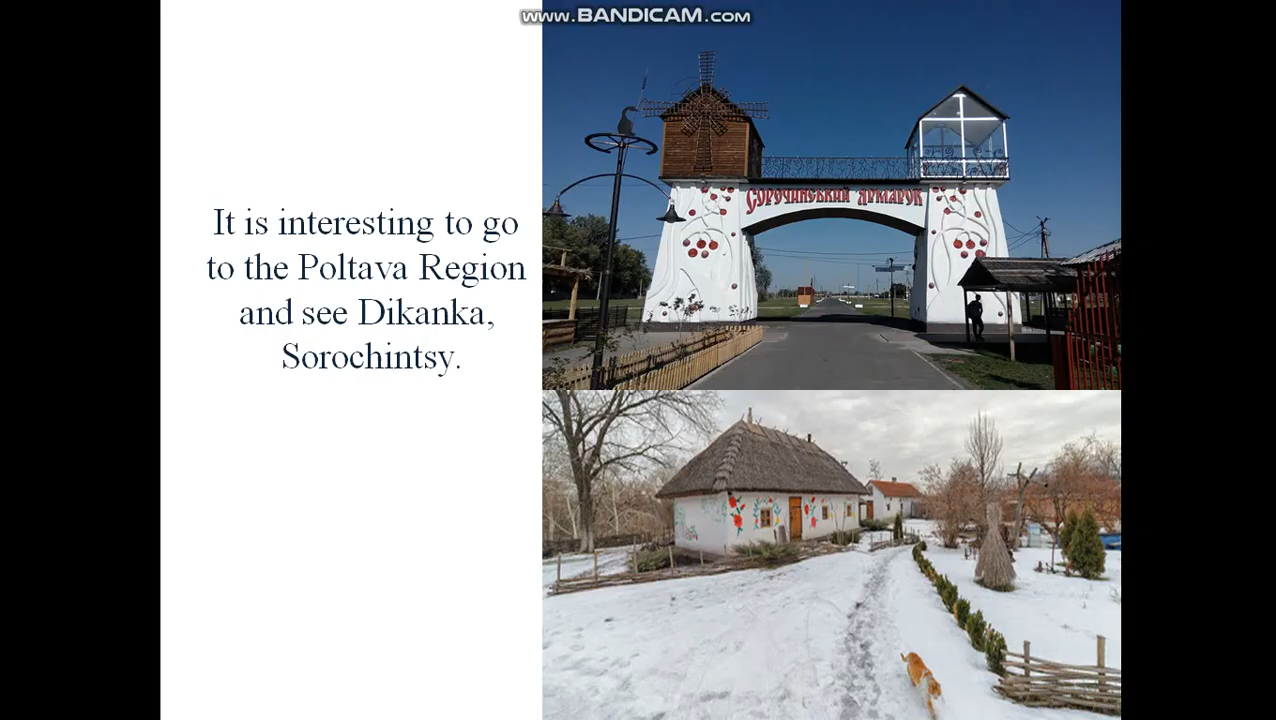 www.BANDICAM.com
It is interesting to go
to the Poltava Region
and see Dikanka,
Sorochintsy.
СОРОЧИНСЬКИЙ ЯРМАРОК